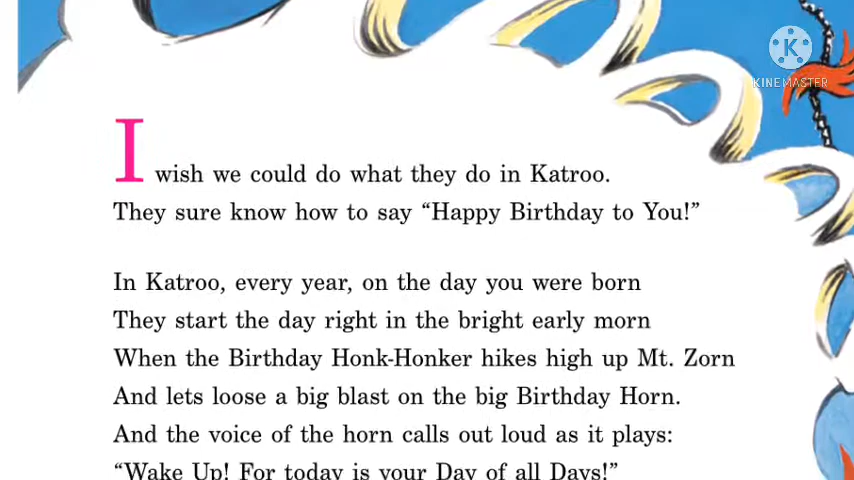 K
KINEMASTER
I wish we could do what they do in Katroo.
They sure know how to say “Happy Birthday to You!”
In Katroo, every year, on the day you were born
They start the day right in the bright early morn
When the Birthday Honk-Honker hikes high up Mt. Zorn
And lets loose a big blast on the big Birthday Horn.
And the voice of the horn calls out loud as it plays:
“Wake Up! For today is your Day of all Days!”